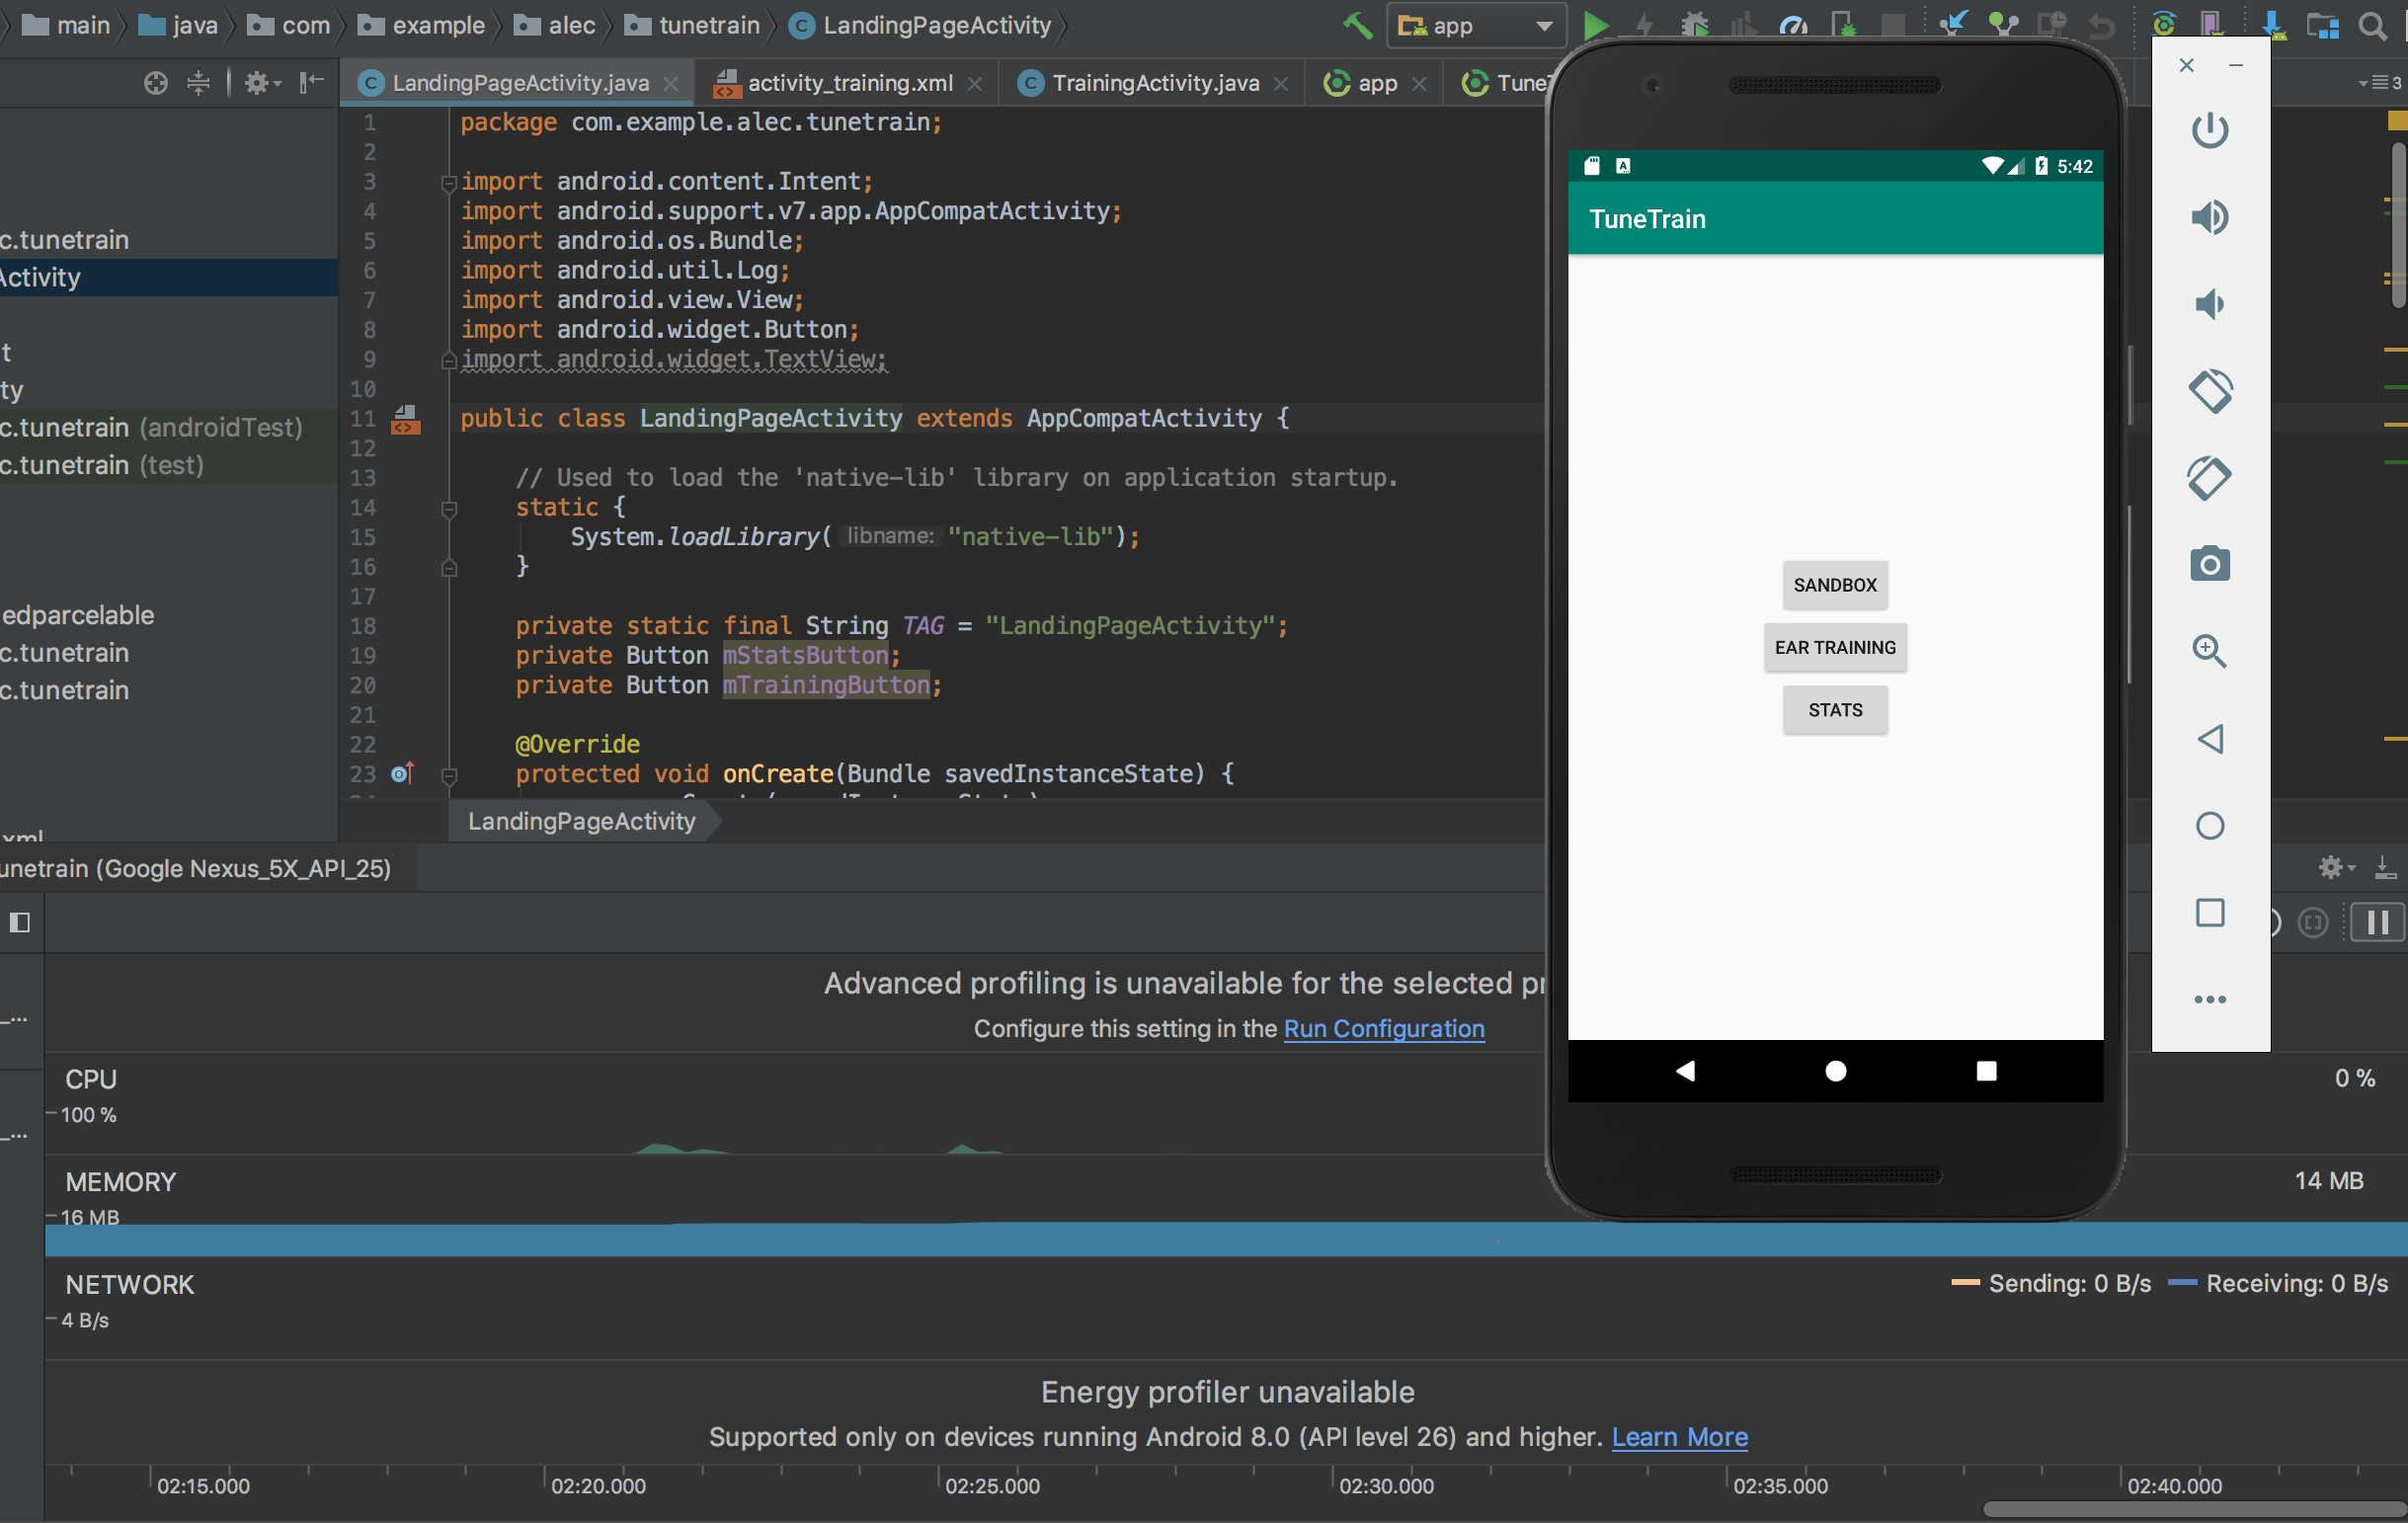 main java com example alec tunetrain LandingPageActivity app
LandingPageActivity.java activity_training.xml TrainingActivity.java app 3
c.tunetrain
Activity
t
ty
c.tunetrain (androidTest)
c.tunetrain (test)
edparcelable
c.tunetrain
c.tunetrain
1 package com.example.alec.tunetrain;
2
3 import android.content.Intent;
4 import android.support.v7.app.AppCompatActivity;
5 import android.os.Bundle;
6 import android.util.Log;
7 import android.view.View;
8 import android.widget.Button;
9 import android.widget.TextView;
10
11 public class LandingPageActivity extends AppCompatActivity {
12
13 // Used to load the 'native-lib' library on application startup.
14 static {
15 System.loadLibrary( libname: "native-lib");
16 }
17
18 private static final String TAG = "LandingPageActivity";
19 private Button mStatsButton;
20 private Button mTrainingButton;
21
22 @Override
23 protected void onCreate(Bundle savedInstanceState) {
LandingPageActivity
5:42
TuneTrain
SANDBOX
EAR TRAINING
STATS
unetrain (Google Nexus_5X_API_25)
Advanced profiling is unavailable for the selected pr
Configure this setting in the Run Configuration
CPU 0 %
100 %
MEMORY 14 MB
16 MB
NETWORK Sending: 0 B/s Receiving: 0 B/s
4 B/s
Energy profiler unavailable
Supported only on devices running Android 8.0 (API level 26) and higher. Learn More
02:15.000 02:20.000 02:25.000 02:30.000 02:35.000 02:40.000